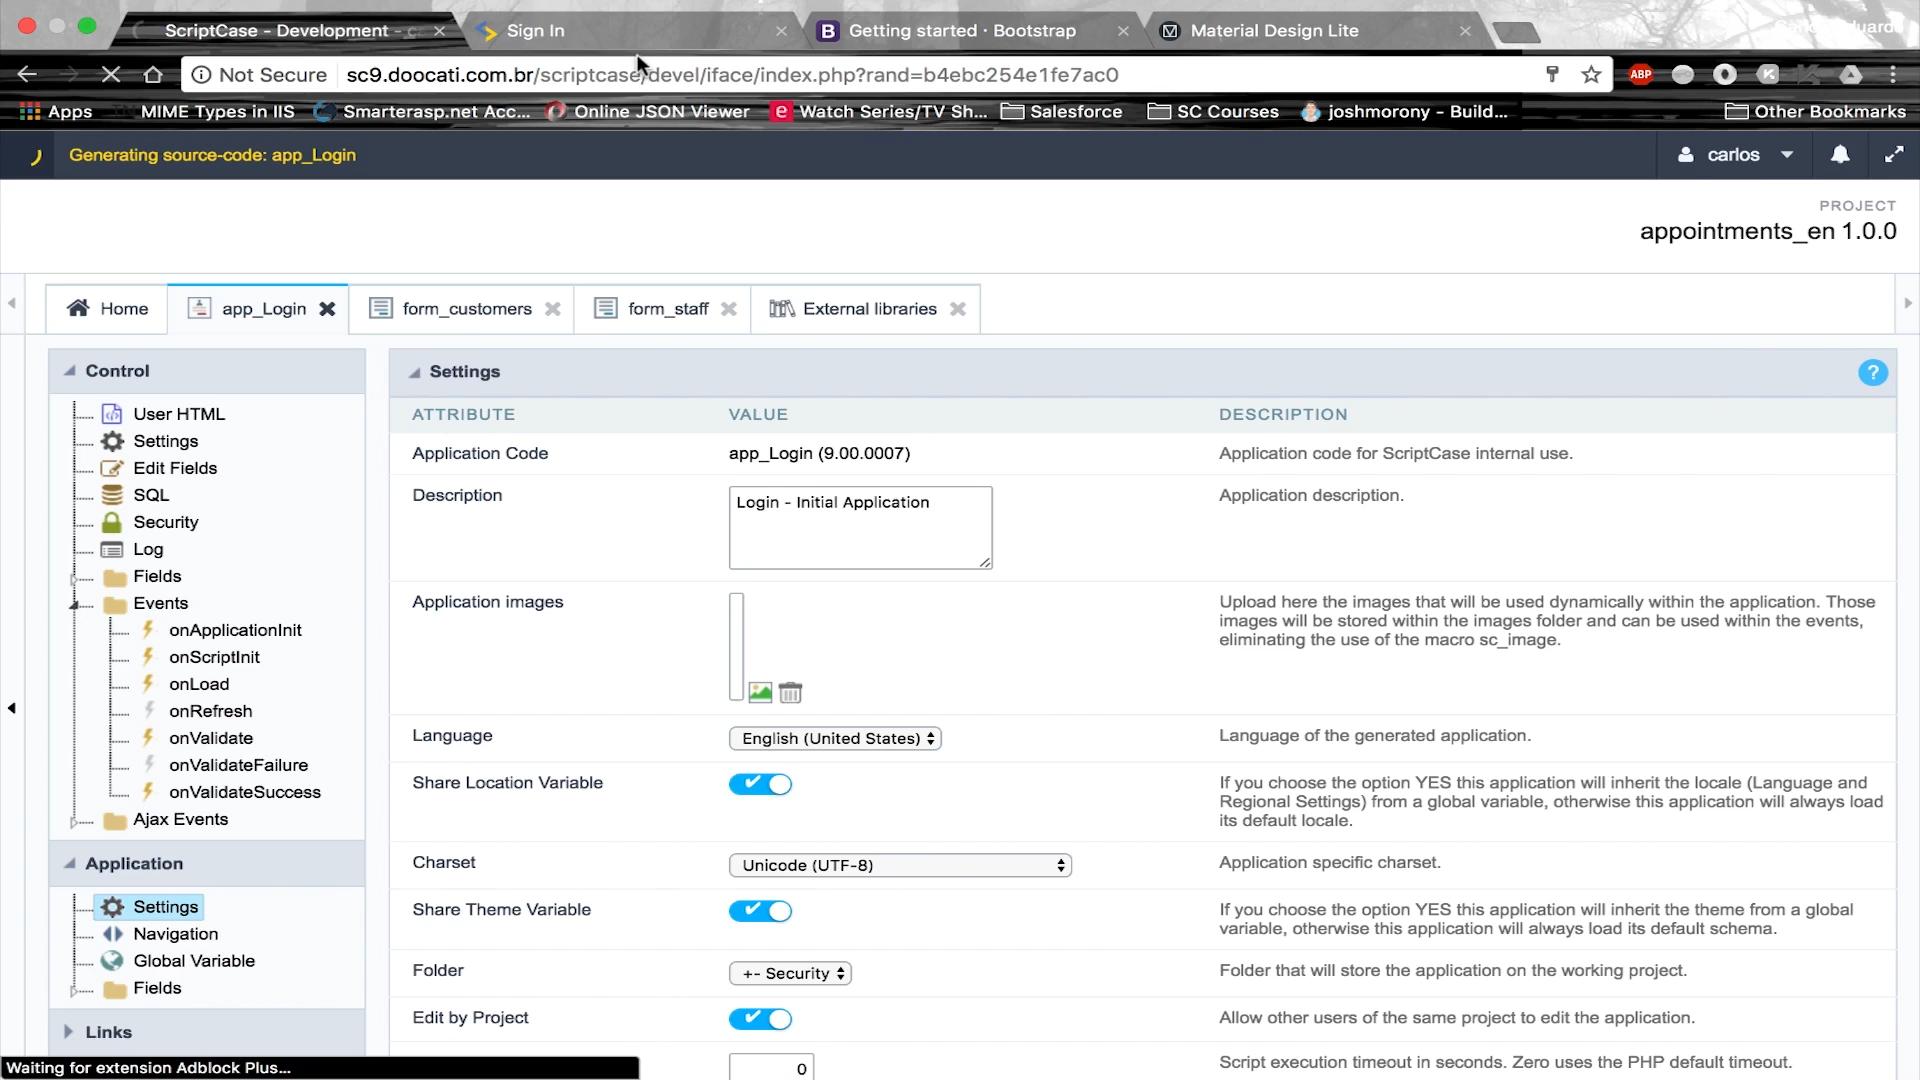 ScriptCase - Development - c
Sign In
Getting started · Bootstrap
Material Design Lite
Not Secure
sc9.doocati.com.br/scriptcase/devel/iface/index.php?rand=b4ebc254e1fe7ac0
ABP
Apps
MIME Types in IIS
Smarterasp.net Acc...
Online JSON Viewer
Watch Series/TV Sh...
Salesforce
SC Courses
joshmorony - Build...
Other Bookmarks
Generating source-code: app_Login
carlos
PROJECT
appointments_en 1.0.0
Home
app_Login
form_customers
form_staff
External libraries
Control
User HTML
Settings
Edit Fields
SQL
Security
Log
Fields
Events
onApplicationInit
onScriptInit
onLoad
onRefresh
onValidate
onValidateFailure
onValidateSuccess
Ajax Events
Application
Settings
Navigation
Global Variable
Fields
Links
Settings
?
ATTRIBUTE VALUE DESCRIPTION
Application Code app_Login (9.00.0007) Application code for ScriptCase internal use.
Description Login - Initial Application Application description.
Application images Upload here the images that will be used dynamically within the application. Those
images will be stored within the images folder and can be used within the events,
eliminating the use of the macro sc_image.
Language English (United States) Language of the generated application.
Share Location Variable If you choose the option YES this application will inherit the locale (Language and
Regional Settings) from a global variable, otherwise this application will always load
its default locale.
Charset Unicode (UTF-8) Application specific charset.
Share Theme Variable If you choose the option YES this application will inherit the theme from a global
variable, otherwise this application will always load its default schema.
Folder +- Security Folder that will store the application on the working project.
Edit by Project Allow other users of the same project to edit the application.
0 Script execution timeout in seconds. Zero uses the PHP default timeout.
Waiting for extension Adblock Plus...